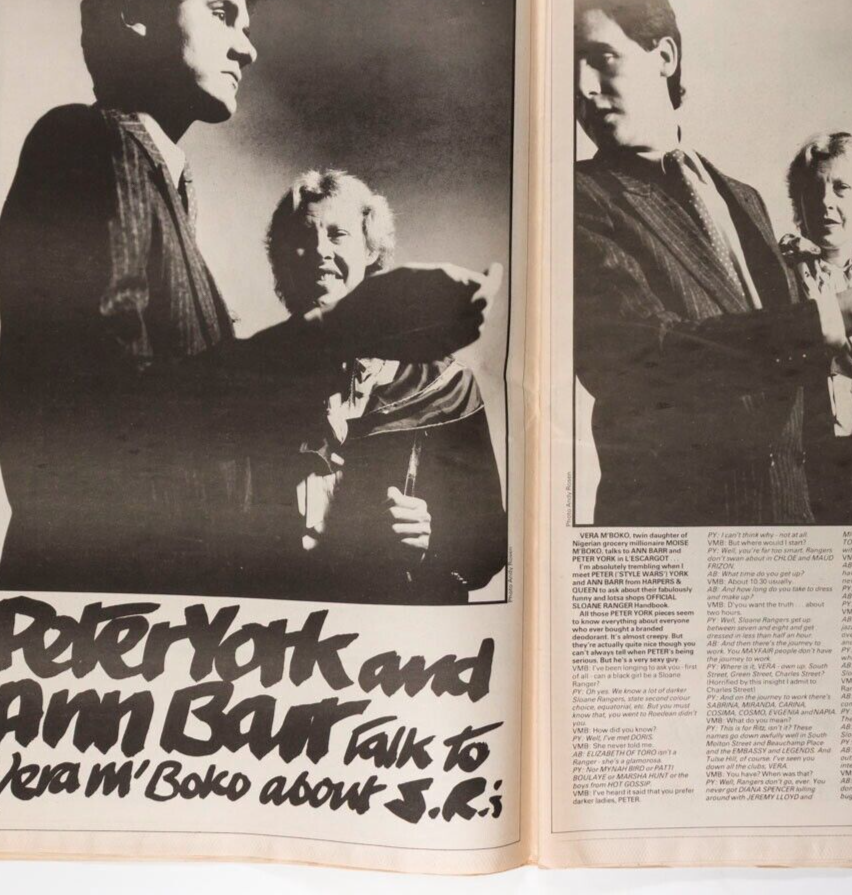 Peter York and
Ann Barr Talk to
Vera M'Boko about S.R.'s
Photo Andy Rosen
Photo Andy Rosen
VERA M'BOKO, twin daughter of
Nigerian grocery millionaire MOISE
M'BOKO, talks to ANN BARR and
PETER YORK in L'ESCARGOT . . .
I'm absolutely trembling when I
meet PETER ('STYLE WARS') YORK
and ANN BARR from HARPERS &
QUEEN to ask about their fabulously
funny and lotsa shops OFFICIAL
SLOANE RANGER Handbook.
All those PETER YORK pieces seem
to know everything about everyone
who ever bought a branded
deodorant. It's almost creepy. But
they're actually quite nice though you
can't always tell when PETER's being
serious. But he's a very sexy guy.
VMB: I've been longing to ask you - first
of all - can a black girl be a Sloane
Ranger?
PY: Oh yes. We know a lot of darker
Sloane Rangers, state second colour
choice, equatorial, etc. But you must
know that, you went to Roedean didn't
you.
VMB: How did you know?
PY: Well, I've met DORIS.
VMB: She never told me.
AB: ELIZABETH OF TORO isn't a
Ranger - she's a glamorosa.
PY: Nor MYNAH BIRD or PATTI
BOULAYE or MARSHA HUNT or the
boys from HOT GOSSIP.
VMB: I've heard it said that you prefer
darker ladies, PETER.
PY: I can't think why - not at all.
VMB: But where would I start?
PY: Well, you're far too smart. Rangers
don't swan about in CHLOE and MAUD
FRIZON.
AB: What time do you get up?
VMB: About 10.30 usually.
AB: And how long do you take to dress
and make up?
VMB: D'you want the truth . . . about
two hours.
PY: Well, Sloane Rangers get up
between seven and eight and get
dressed in less than half an hour.
AB: And then there's the journey to
work. You MAYFAIR people don't have
the journey to work.
PY: Where is it, VERA - own up. South
Street, Green Street, Charles Street?
(Horrified by this insight I admit to
Charles Street)
PY: And on the journey to work there's
SABRINA, MIRANDA, CARINA,
COSIMA, COSMO, EVGENIA and NAPIA.
VMB: What do you mean?
PY: This is for Ritz, isn't it? These
names go down awfully well in South
Molton Street and Beauchamp Place
and the EMBASSY and LEGENDS. And
Tulse Hill, of course. I've seen you
down all the clubs, VERA.
VMB: You have? When was that?
PY: Well, Rangers don't go, ever. You
never got DIANA SPENCER lolling
around with JEREMY LLOYD and